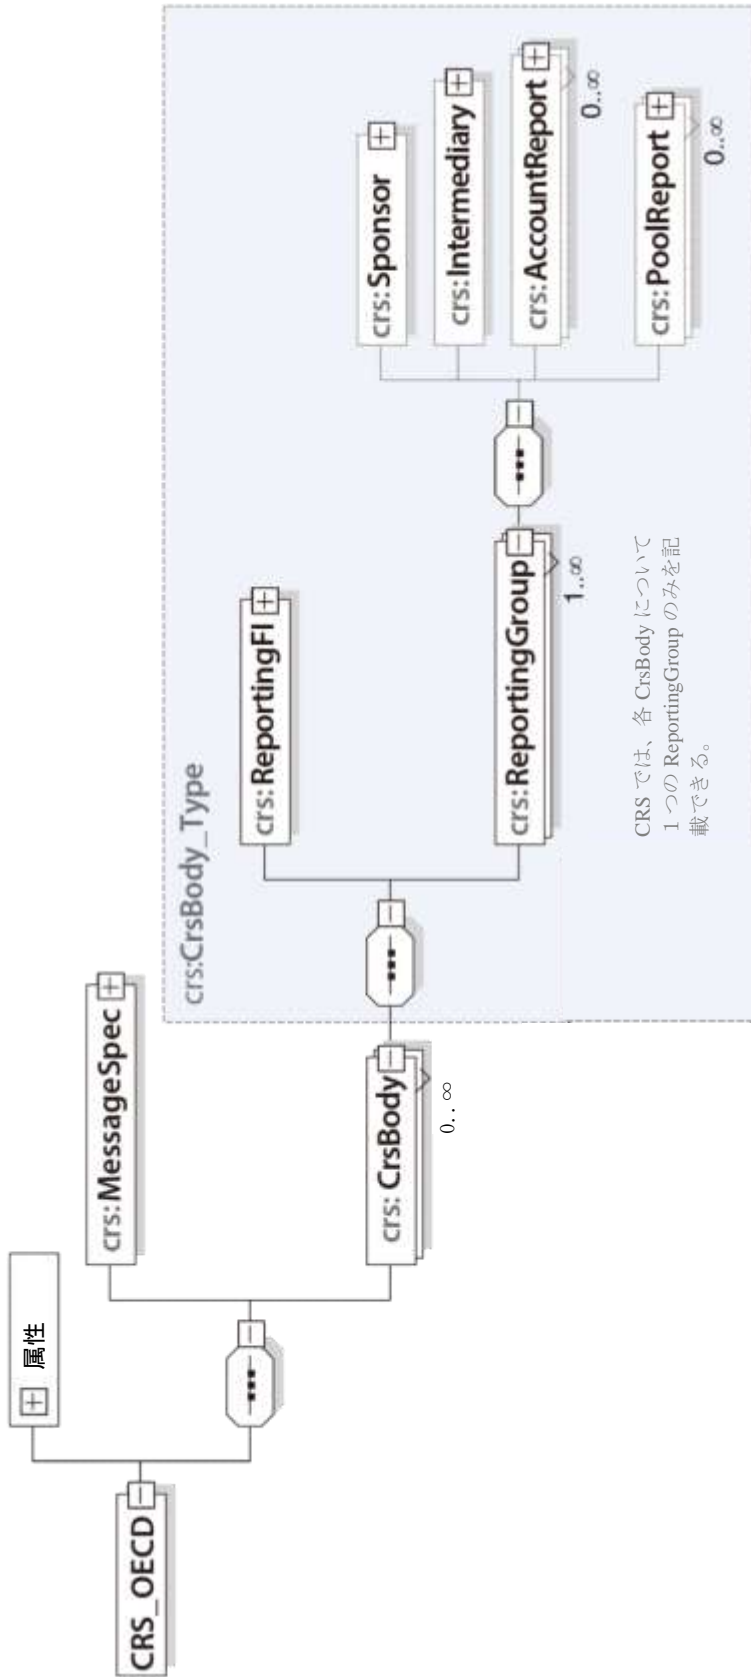 CRS_OECD
属性
crs:MessageSpec
crs: CrsBody
0..∞
crs:CrsBody_Type
crs:ReportingFI
crs:ReportingGroup
1..∞
crs:Sponsor
crs:Intermediary
crs:AccountReport
0..∞
crs:PoolReport
0..∞
CRS では、各 CrsBody について
1 つの ReportingGroup のみを記
載できる。